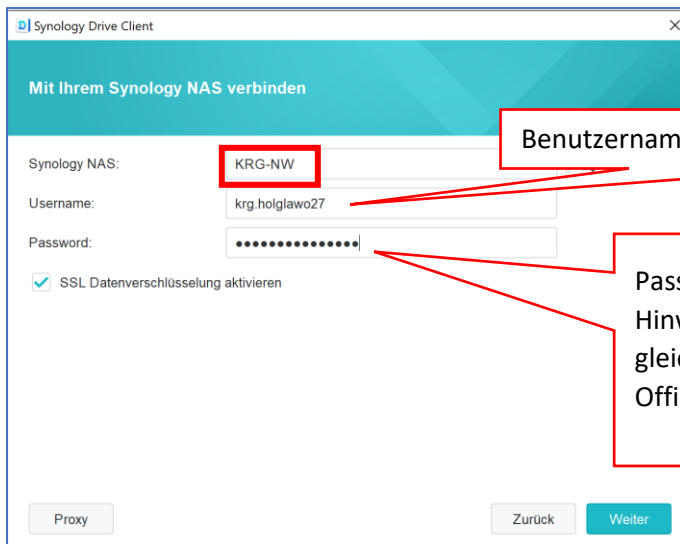 Synology Drive Client
Mit Ihrem Synology NAS verbinden
Benutzernam
Synology NAS:
KRG-NW
Username:
krg.holglawo27
Password:
●●●●●●●●●●●●●●●
SSL Datenverschlüsselung aktivieren
Pass
Hinw
glei
Offi
Proxy
Zurück
Weiter